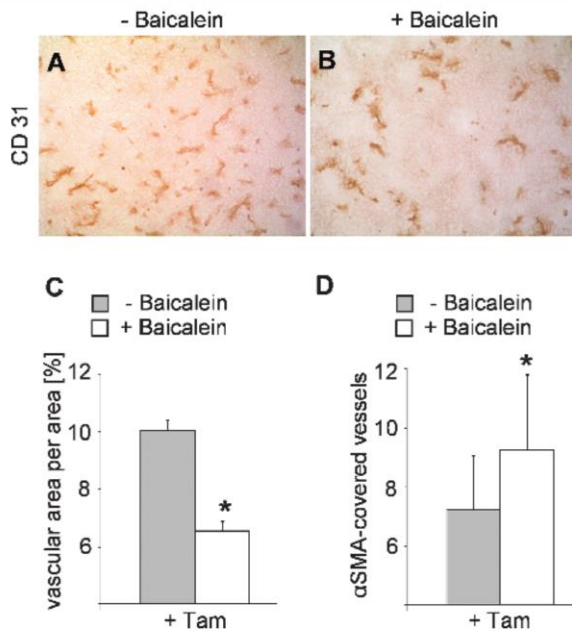 - Baicalein + Baicalein
A B
CD 31
C D
- Baicalein
+ Baicalein
- Baicalein
+ Baicalein
vascular area per area [%]
12
10
8
6
*
+ Tam
αSMA-covered vessels
12
10
8
6
*
+ Tam